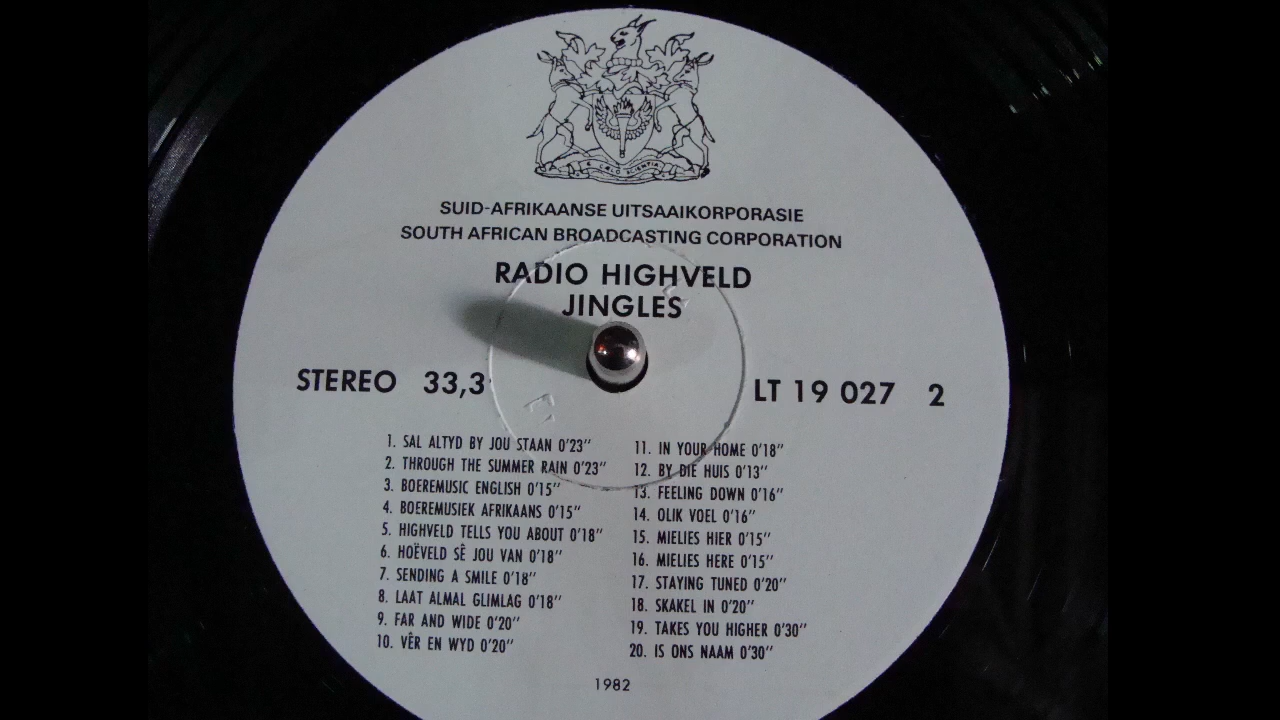 E CÆLO SCIENTIA
SUID-AFRIKAANSE UITSAAIKORPORASIE
SOUTH AFRICAN BROADCASTING CORPORATION
RADIO HIGHVELD
JINGLES
STEREO 33,3
LT 19 027 2
1. SAL ALTYD BY JOU STAAN 0'23"
2. THROUGH THE SUMMER RAIN 0'23"
3. BOEREMUSIC ENGLISH 0'15"
4. BOEREMUSIEK AFRIKAANS 0'15"
5. HIGHVELD TELLS YOU ABOUT 0'18"
6. HOËVELD SÊ JOU VAN 0'18"
7. SENDING A SMILE 0'18"
8. LAAT ALMAL GLIMLAG 0'18"
9. FAR AND WIDE 0'20"
10. VÊR EN WYD 0'20"
11. IN YOUR HOME 0'18"
12. BY DIE HUIS 0'13"
13. FEELING DOWN 0'16"
14. OLIK VOEL 0'16"
15. MIELIES HIER 0'15"
16. MIELIES HERE 0'15"
17. STAYING TUNED 0'20"
18. SKAKEL IN 0'20"
19. TAKES YOU HIGHER 0'30"
20. IS ONS NAAM 0'30"
1982